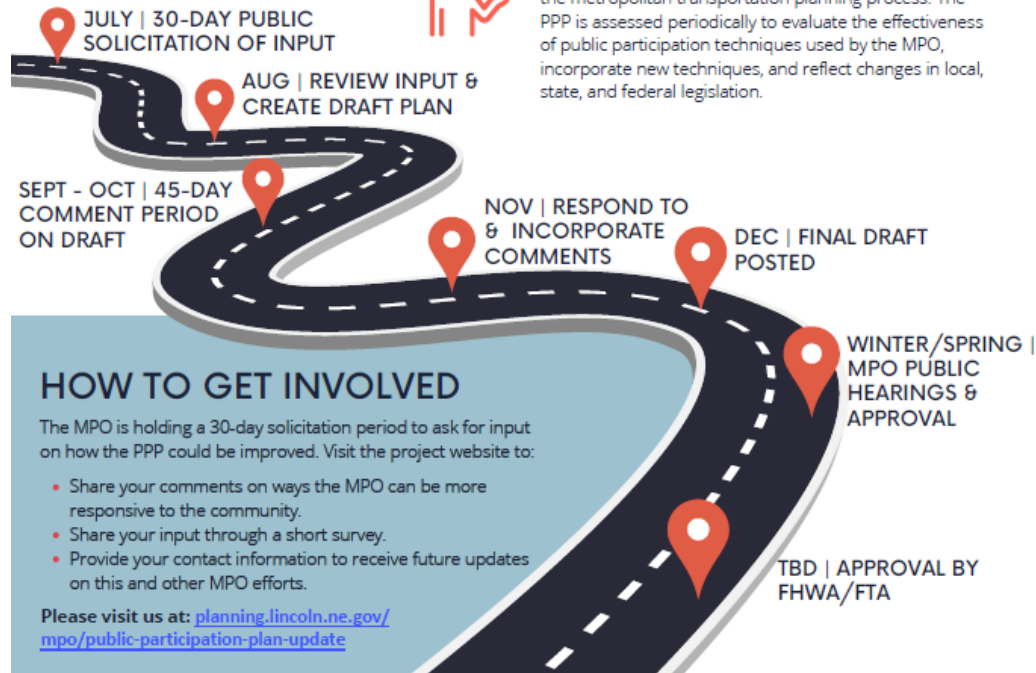 the metropolitan transportation planning process. The
PPP is assessed periodically to evaluate the effectiveness
of public participation techniques used by the MPO,
incorporate new techniques, and reflect changes in local,
state, and federal legislation.
JULY | 30-DAY PUBLIC
SOLICITATION OF INPUT
AUG | REVIEW INPUT &
CREATE DRAFT PLAN
SEPT - OCT | 45-DAY
COMMENT PERIOD
ON DRAFT
NOV | RESPOND TO
& INCORPORATE
COMMENTS
DEC | FINAL DRAFT
POSTED
WINTER/SPRING |
MPO PUBLIC
HEARINGS &
APPROVAL
TBD | APPROVAL BY
FHWA/FTA
HOW TO GET INVOLVED
The MPO is holding a 30-day solicitation period to ask for input
on how the PPP could be improved. Visit the project website to:
• Share your comments on ways the MPO can be more
responsive to the community.
• Share your input through a short survey.
• Provide your contact information to receive future updates
on this and other MPO efforts.
Please visit us at: planning.lincoln.ne.gov/
mpo/public-participation-plan-update